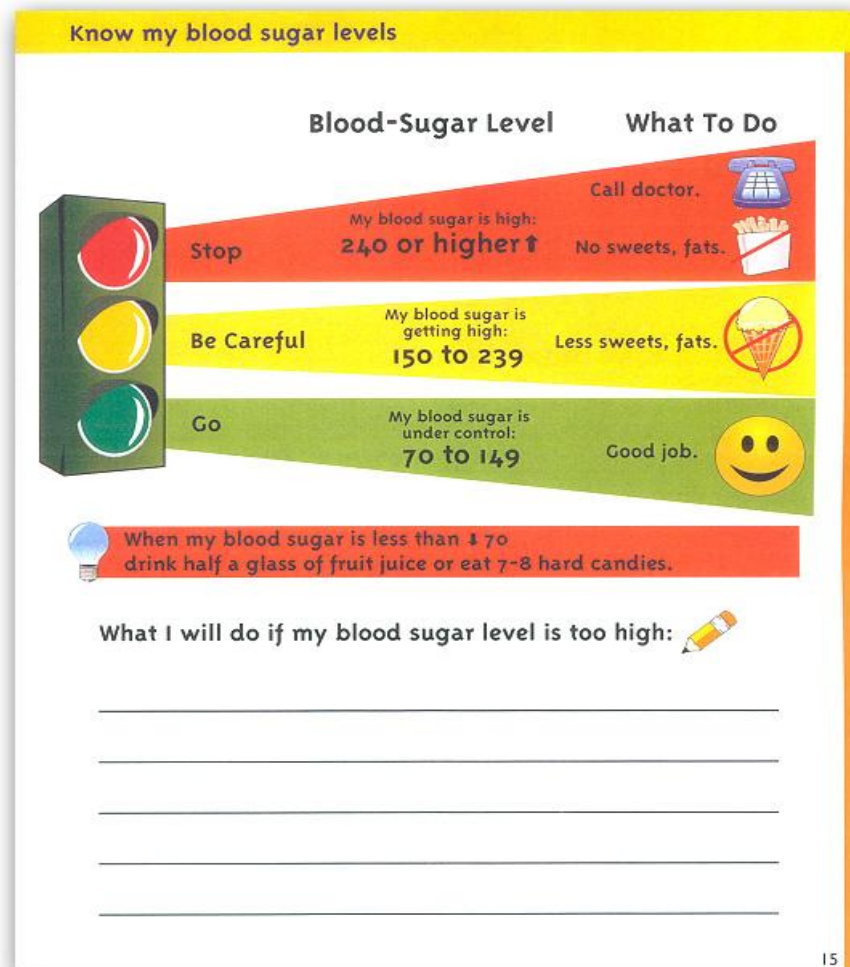 Know my blood sugar levels
Blood-Sugar Level
What To Do
Stop
My blood sugar is high:
240 or higher⬆
Call doctor.
No sweets, fats.
Be Careful
My blood sugar is
getting high:
150 to 239
Less sweets, fats.
Go
My blood sugar is
under control:
70 to 149
Good job.
When my blood sugar is less than ⬇ 70
drink half a glass of fruit juice or eat 7-8 hard candies.
What I will do if my blood sugar level is too high:
15